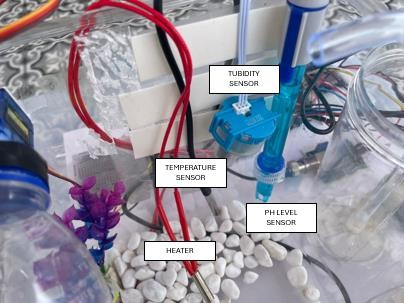 TUBIDITY
SENSOR
TEMPERATURE
SENSOR
PH LEVEL
SENSOR
HEATER